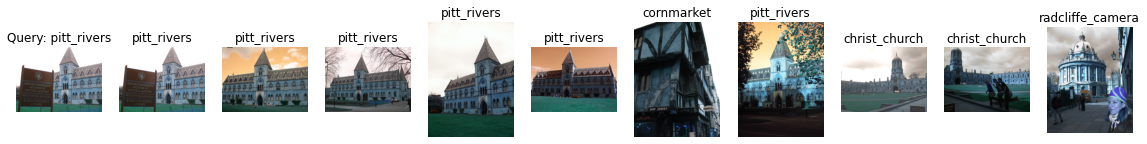 Query: pitt_rivers
pitt_rivers
pitt_rivers
pitt_rivers
pitt_rivers
pitt_rivers
cornmarket
pitt_rivers
christ_church
christ_church
radcliffe_camera